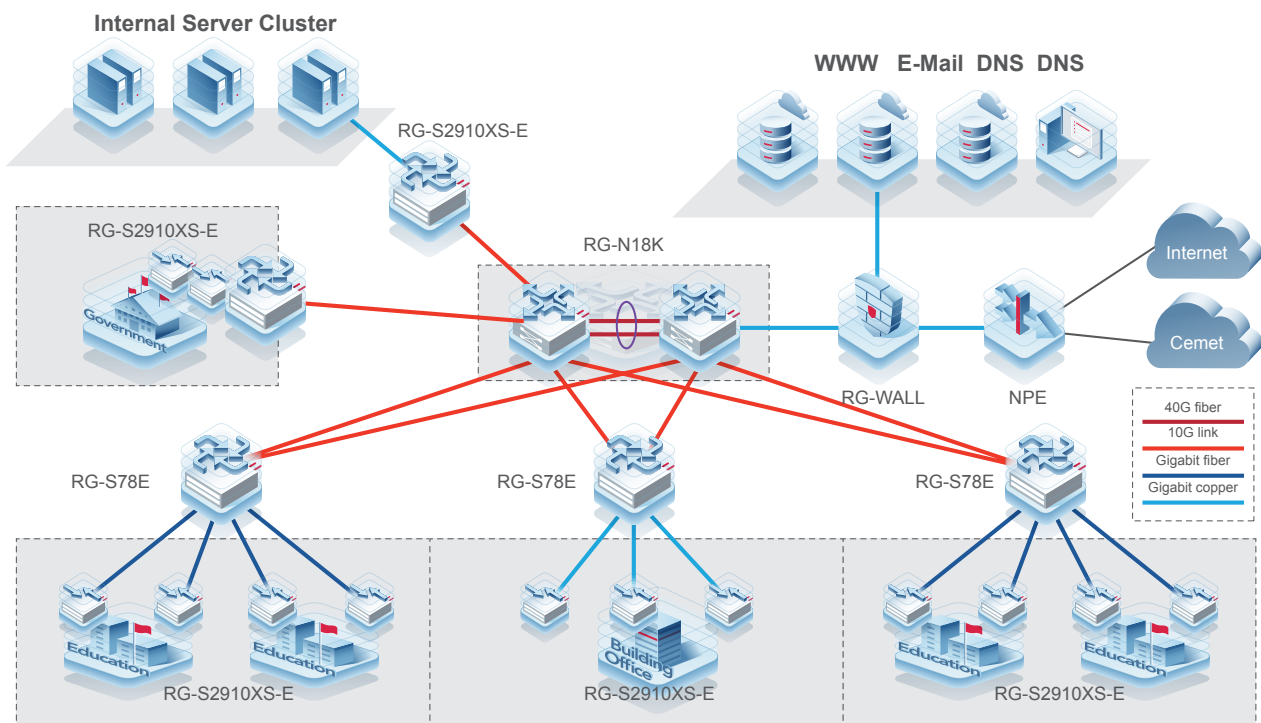 Internal Server Cluster
WWW E-Mail DNS DNS
RG-S2910XS-E
RG-S2910XS-E
Government
RG-N18K
Internet
Cemet
RG-WALL
NPE
40G fiber
10G link
Gigabit fiber
Gigabit copper
RG-S78E
RG-S78E
RG-S78E
Education
Education
Building
Office
Education
Education
RG-S2910XS-E
RG-S2910XS-E
RG-S2910XS-E